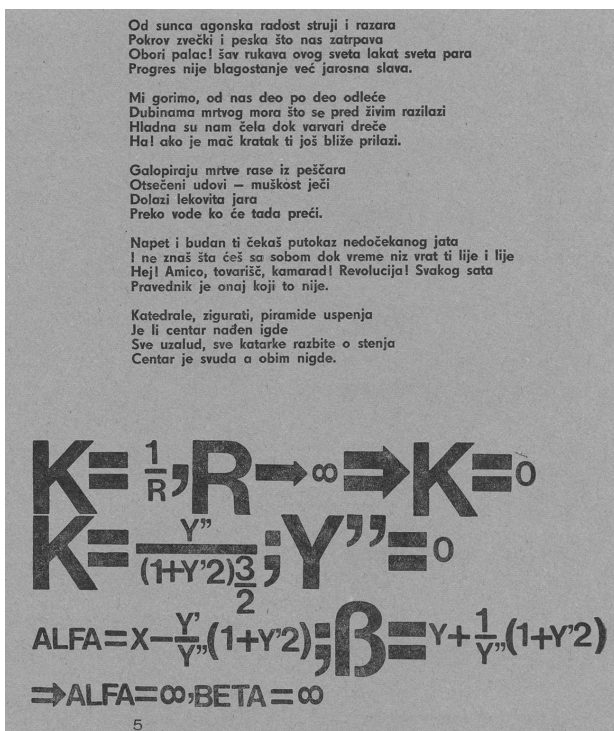 Od sunca agonska radost struji i razara
Pokrov zvečki i peska što nas zatrpava
Obori palac! šav rukava ovog sveta lakat sveta para
Progres nije blagostanje već jarosna slava.
Mi gorimo, od nas deo po deo odleće
Dubinama mrtvog mora što se pred živim razilazi
Hladna su nam čela dok varvari dreče
Ha! ako je mač kratak ti još bliže prilazi.
Galopiraju mrtve rase iz peščara
Otsečeni udovi — muškost ječi
Dolazi lekovita jara
Preko vode ko će tada preći.
Napet i budan ti čekaš putokaz nedočekanog jata
I ne znaš šta ćeš sa sobom dok vreme niz vrat ti lije i lije
Hej! Amico, tovarišč, kamarad! Revolucija! Svakog sata
Pravednik je onaj koji to nije.
Katedrale, zigurati, piramide uspenja
Je li centar nađen igde
Sve uzalud, sve katarke razbite o stenja
Centar je svuda a obim nigde.
K=1/R,R→∞⇒K=0
K=Y''/(1+Y'2)3/2;Y''=0
ALFA=X−Y'/Y''(1+Y'2);β=Y+1/Y''(1+Y'2)
⇒ALFA=∞,BETA=∞
5